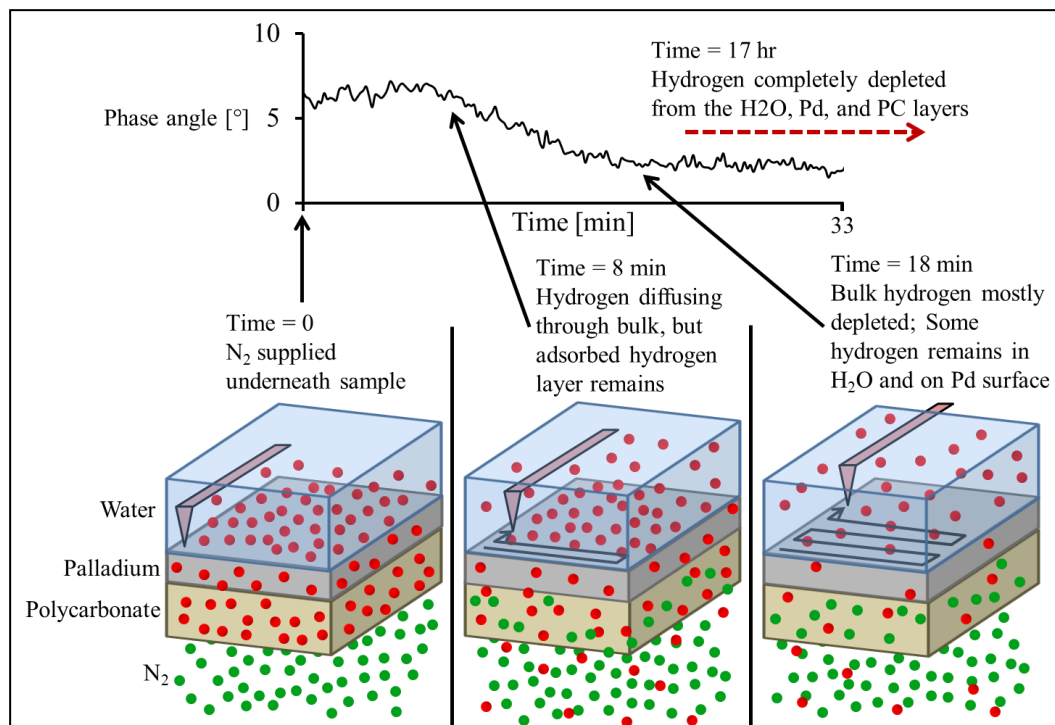 10
Phase angle [°]
5
0
Time [min]
33
Time = 17 hr
Hydrogen completely depleted
from the H2O, Pd, and PC layers
Time = 0
N₂ supplied
underneath sample
Time = 8 min
Hydrogen diffusing
through bulk, but
adsorbed hydrogen
layer remains
Time = 18 min
Bulk hydrogen mostly
depleted; Some
hydrogen remains in
H₂O and on Pd surface
Water
Palladium
Polycarbonate
N₂